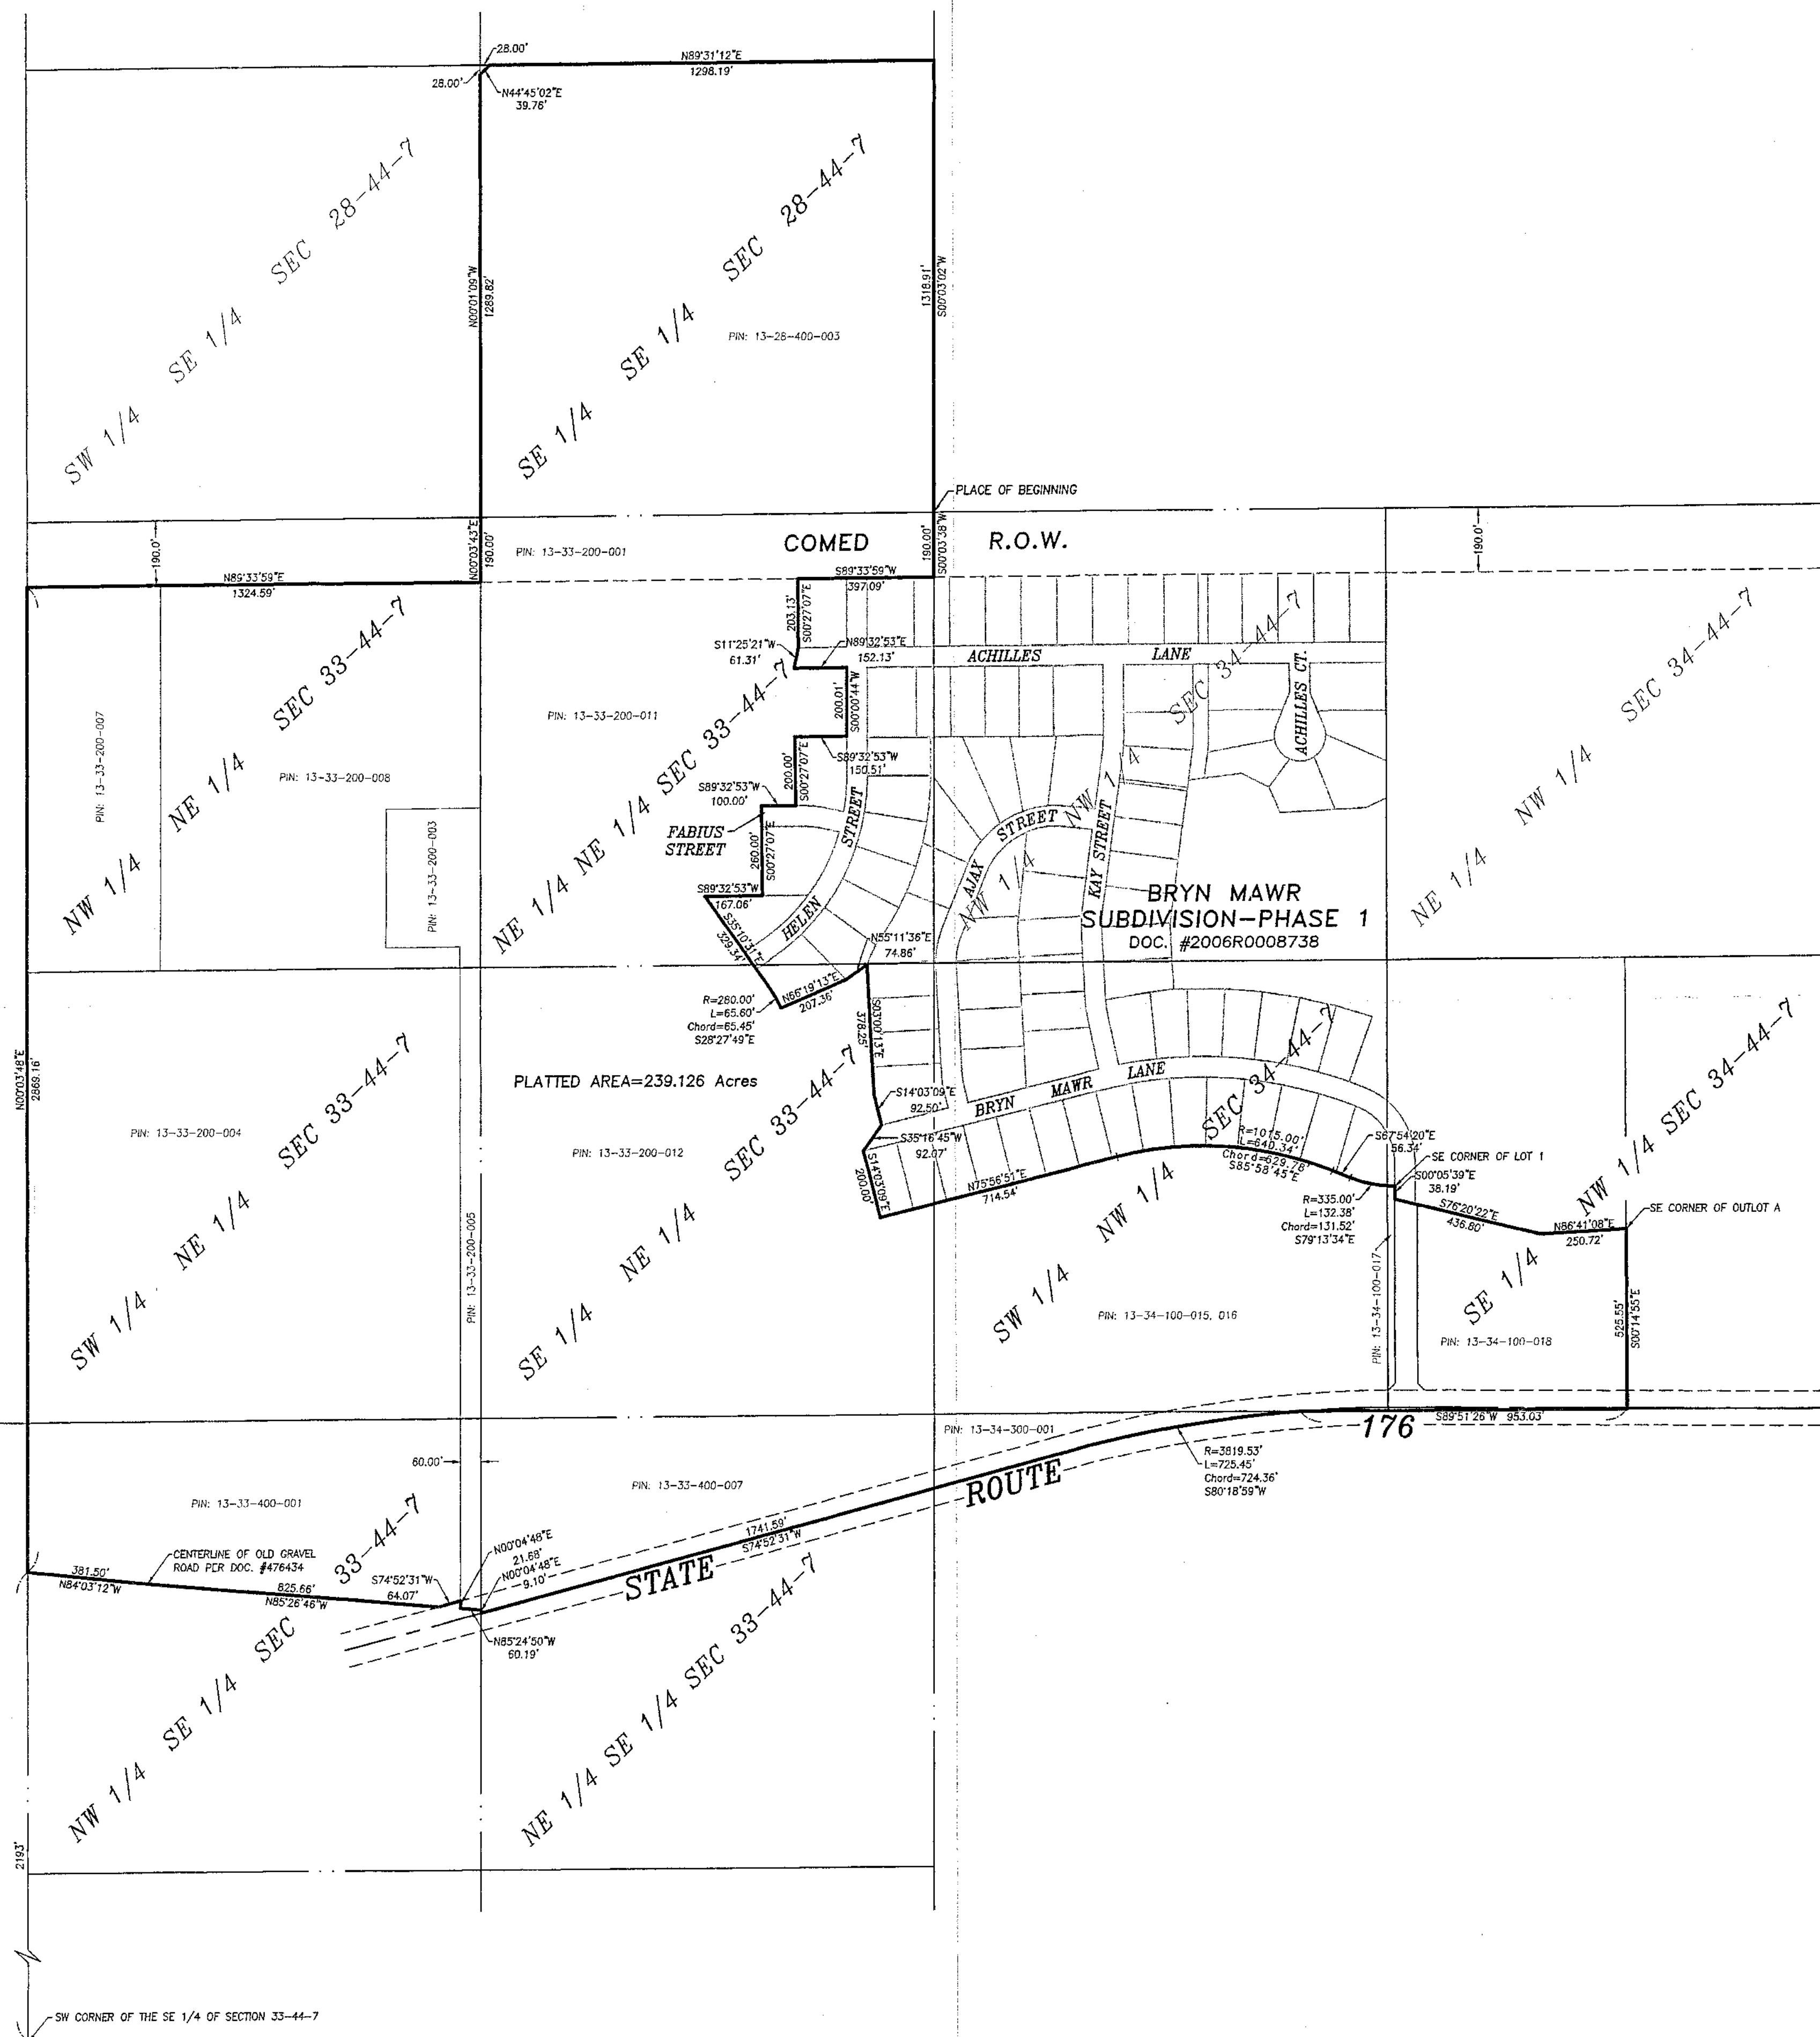 28.00'
N89°31'12"E
1298.19'
28.00'
N44°45'02"E
39.76'
SW 1/4 SE 1/4 SEC 28-44-7
SE 1/4 SE 1/4 SEC 28-44-7
N00°01'09"W
1289.82'
1318.91'
S00°03'02"W
PIN: 13-28-400-003
PLACE OF BEGINNING
190.0'
N00°03'43"E
190.00'
PIN: 13-33-200-001
COMED R.O.W.
190.00'
S00°03'38"W
190.0'
N89°33'59"E
1324.59'
S89°33'59"W
397.09'
203.13'
S00°27'07"E
S11°25'21"W
61.31'
N89°32'53"E
152.13'
ACHILLES LANE
ACHILLES CT.
200.01'
S00°00'44"W
PIN: 13-33-200-007
NW 1/4 NE 1/4 SEC 33-44-7
PIN: 13-33-200-008
PIN: 13-33-200-011
NE 1/4 NE 1/4 SEC 33-44-7
S89°32'53"W
150.51'
200.00'
S00°27'07"E
S89°32'53"W
100.00'
FABIUS
STREET
260.00'
S00°27'07"E
HELEN STREET
AJAX STREET
KAY STREET
NW 1/4 NW 1/4 SEC 34-44-7
NE 1/4 NW 1/4 SEC 34-44-7
PIN: 13-33-200-003
S89°32'53"W
167.06'
S35°10'31"E
329.34'
BRYN MAWR
SUBDIVISION-PHASE 1
DOC. #2006R0008738
N55°11'36"E
74.86'
N66°19'13"E
207.36'
R=280.00'
L=65.60'
Chord=65.45'
S28°27'49"E
S03°00'13"E
378.25'
N00°03'48"E
2869.16'
PLATTED AREA=239.126 Acres
S14°03'09"E
92.50'
BRYN MAWR LANE
S35°16'45"W
92.07'
S14°03'09"E
200.00'
N75°56'51"E
714.54'
R=1015.00'
L=640.34'
Chord=629.78'
S85°58'45"E
S67°54'20"E
56.34'
SE CORNER OF LOT 1
S00°05'39"E
38.19'
R=335.00'
L=132.38'
Chord=131.52'
S79°13'34"E
S76°20'22"E
436.60'
N86°41'08"E
250.72'
SE CORNER OF OUTLOT A
PIN: 13-33-200-004
SW 1/4 NE 1/4 SEC 33-44-7
PIN: 13-33-200-005
PIN: 13-33-200-012
SE 1/4 NE 1/4 SEC 33-44-7
SW 1/4 NW 1/4 SEC 34-44-7
PIN: 13-34-100-015, 016
PIN: 13-34-100-017
SE 1/4 NW 1/4 SEC 34-44-7
PIN: 13-34-100-018
525.55'
S00°14'55"E
S89°51'26"W 953.03'
PIN: 13-34-300-001
STATE ROUTE 176
R=3819.53'
L=725.45'
Chord=724.36'
S80°18'59"W
60.00'
PIN: 13-33-400-007
PIN: 13-33-400-001
1741.59'
S74°52'31"W
CENTERLINE OF OLD GRAVEL
ROAD PER DOC. #476434
N00°04'48"E
21.68'
N00°04'48"E
9.10'
381.50'
N84°03'12"W
825.66'
N85°26'46"W
S74°52'31"W
64.07'
N85°24'50"W
60.19'
NW 1/4 SE 1/4 SEC 33-44-7
NE 1/4 SE 1/4 SEC 33-44-7
2193'
SW CORNER OF THE SE 1/4 OF SECTION 33-44-7